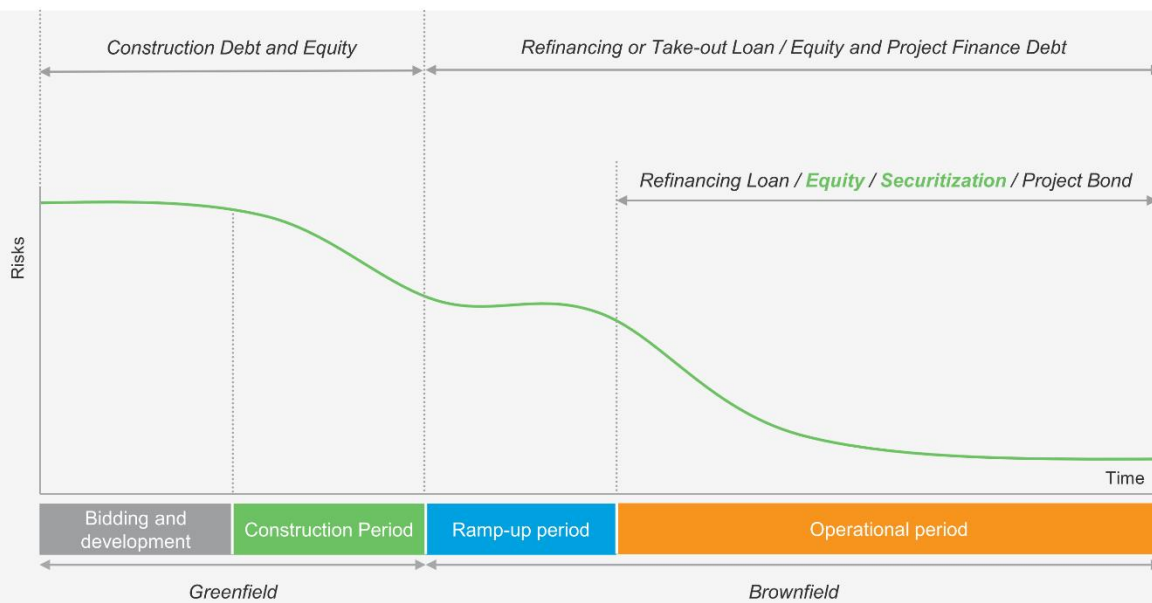 Construction Debt and Equity
Refinancing or Take-out Loan / Equity and Project Finance Debt
Refinancing Loan / Equity / Securitization / Project Bond
Risks
Time
Bidding and
development
Construction Period
Ramp-up period
Operational period
Greenfield
Brownfield